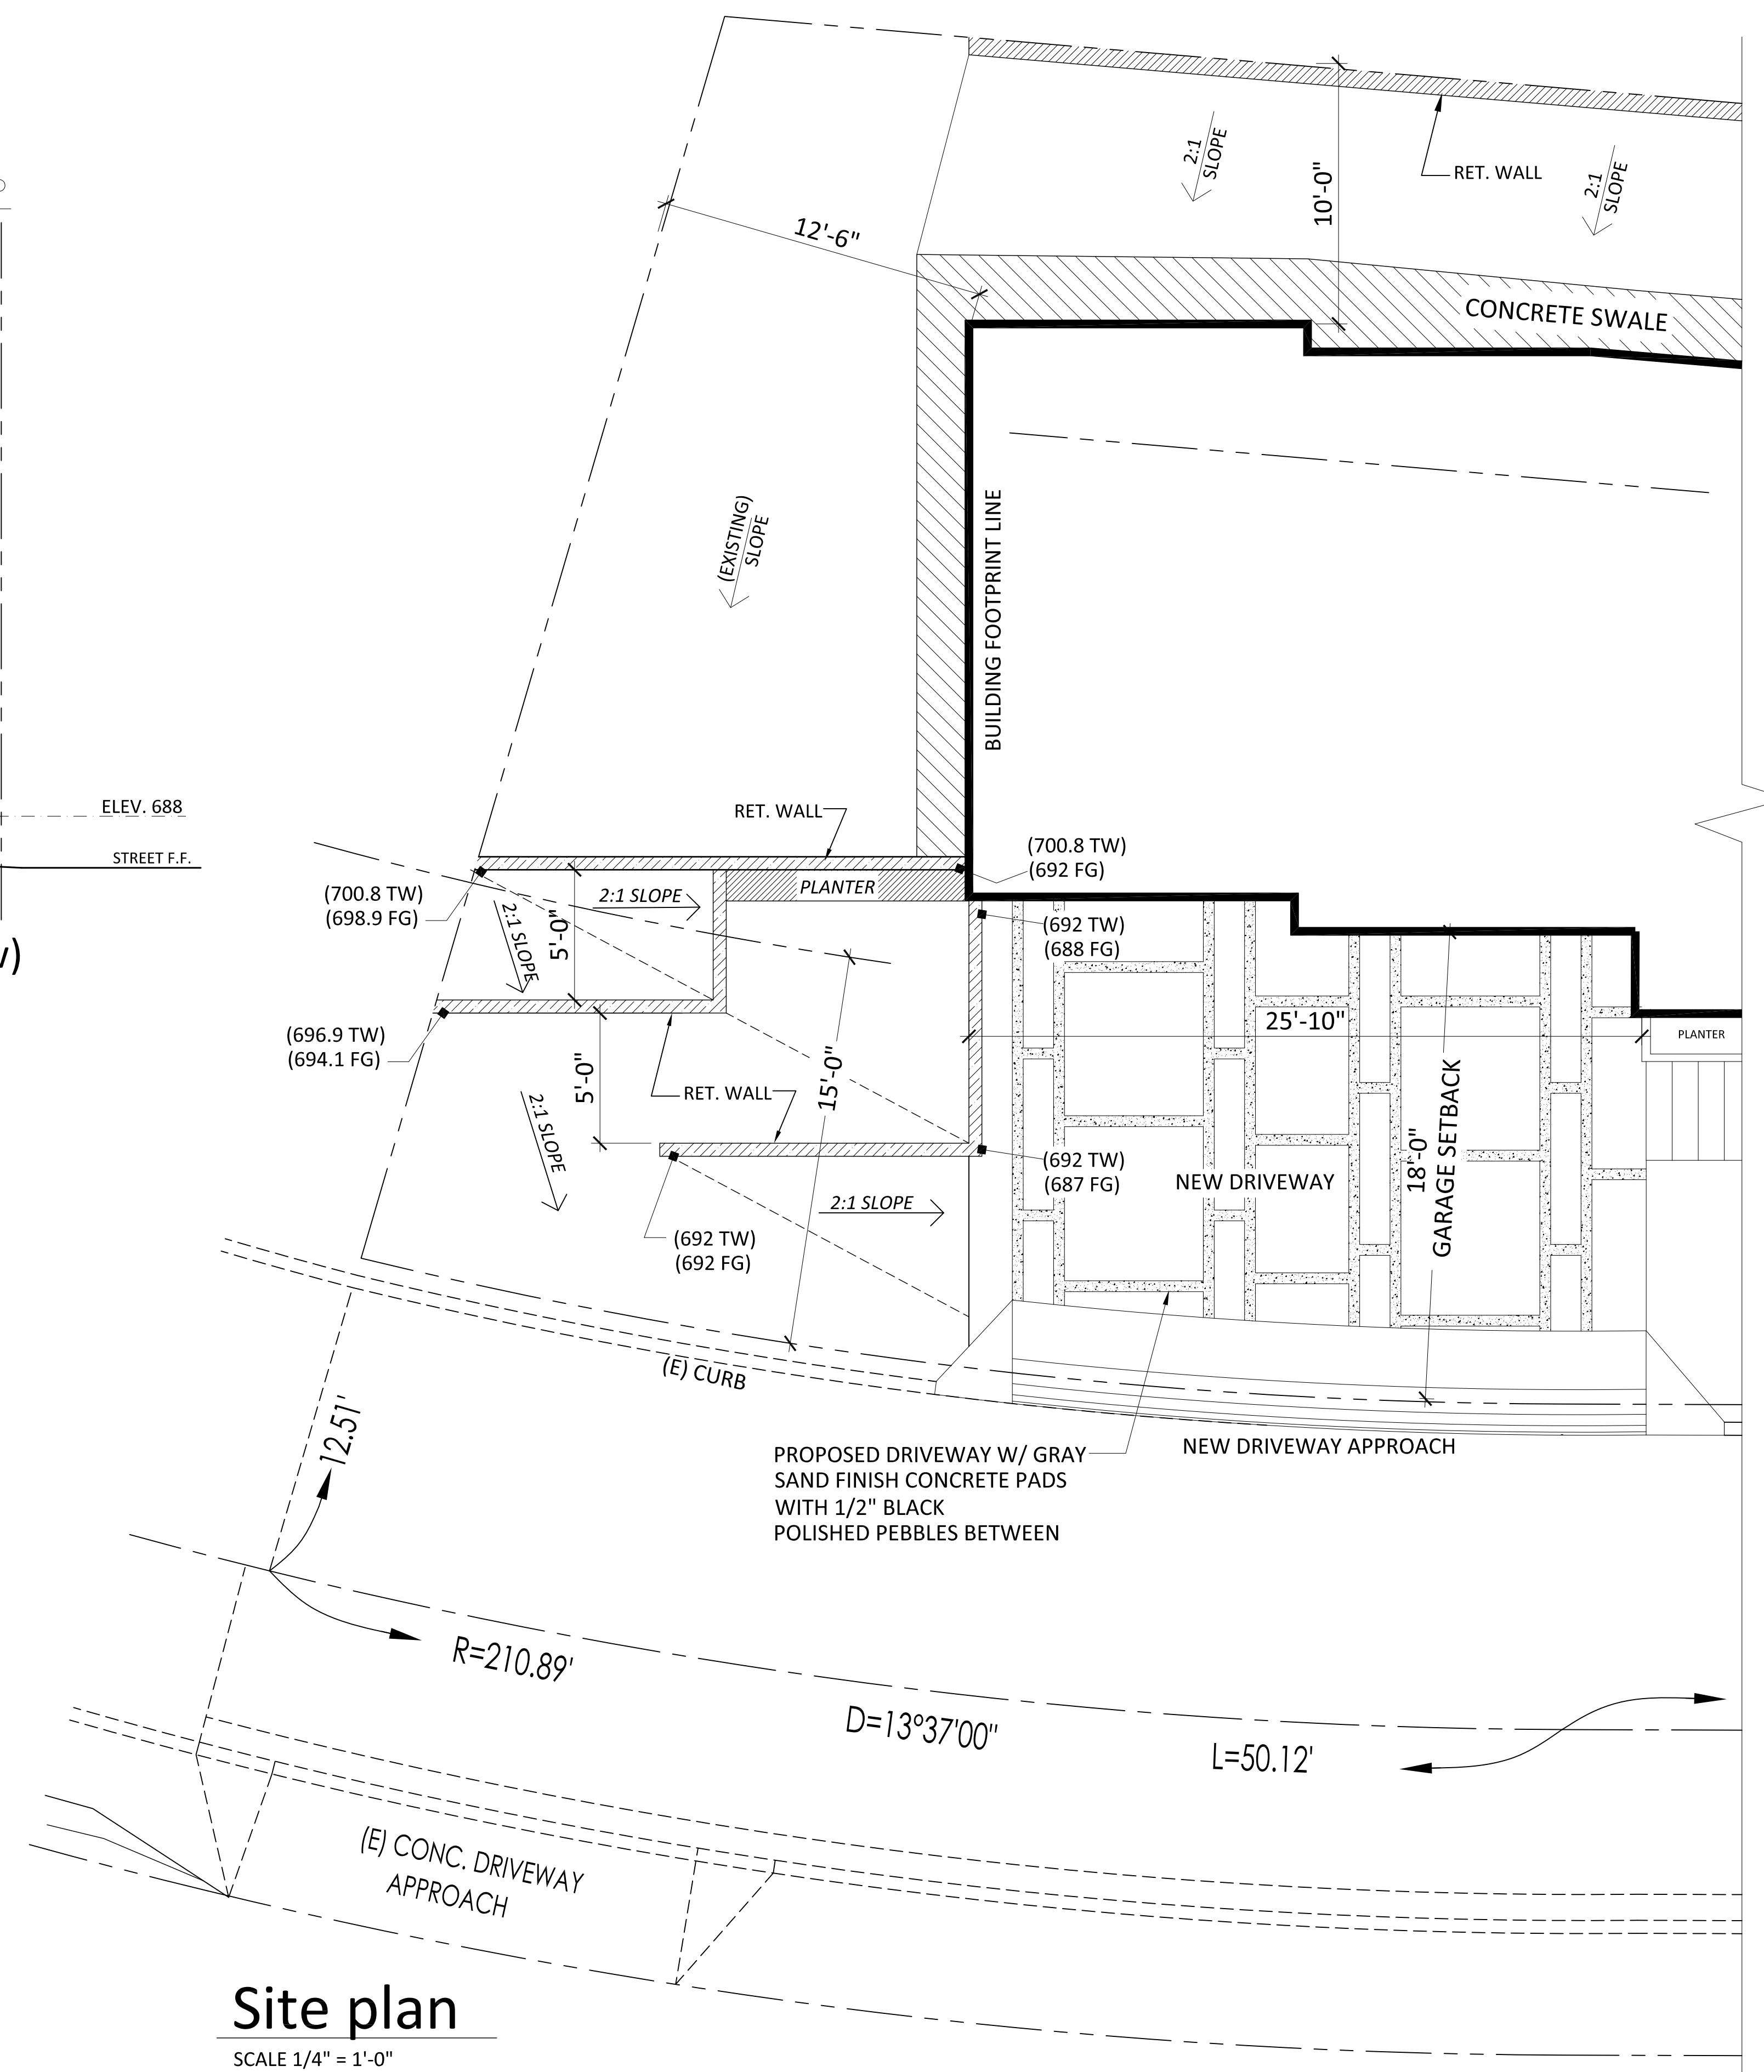 2:1
SLOPE
RET. WALL
2:1
SLOPE
10'-0"
12'-6"
CONCRETE SWALE
(EXISTING)
SLOPE
BUILDING FOOTPRINT LINE
ELEV. 688
STREET F.F.
RET. WALL
(700.8 TW)
(692 FG)
(700.8 TW)
(698.9 FG)
2:1 SLOPE
PLANTER
2:1 SLOPE
5'-0"
(692 TW)
(688 FG)
(696.9 TW)
(694.1 FG)
25'-10"
PLANTER
5'-0"
RET. WALL
15'-0"
2:1 SLOPE
18'-0"
GARAGE SETBACK
(692 TW)
(687 FG)
NEW DRIVEWAY
2:1 SLOPE
(692 TW)
(692 FG)
(E) CURB
12.51'
PROPOSED DRIVEWAY W/ GRAY
SAND FINISH CONCRETE PADS
WITH 1/2" BLACK
POLISHED PEBBLES BETWEEN
NEW DRIVEWAY APPROACH
R=210.89'
D=13º37'00"
L=50.12'
(E) CONC. DRIVEWAY
APPROACH
Site plan
SCALE 1/4" = 1'-0"